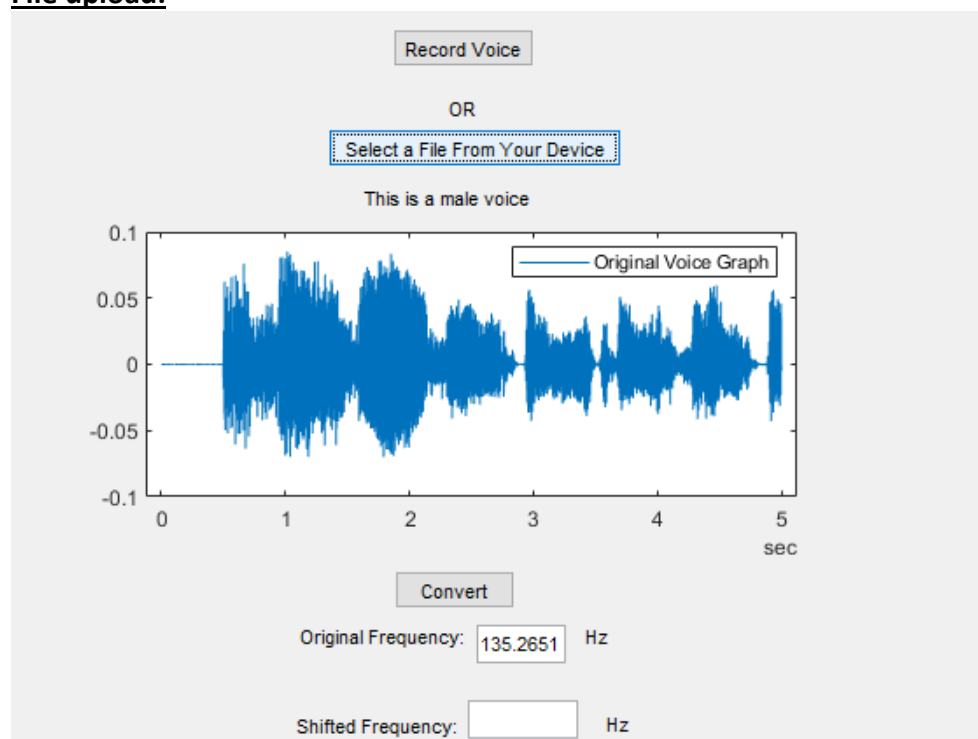 File upload:
Record Voice
OR
Select a File From Your Device
This is a male voice
Original Voice Graph
0.1
0.05
0
-0.05
-0.1
0 1 2 3 4 5
sec
Convert
Original Frequency: 135.2651 Hz
Shifted Frequency: Hz